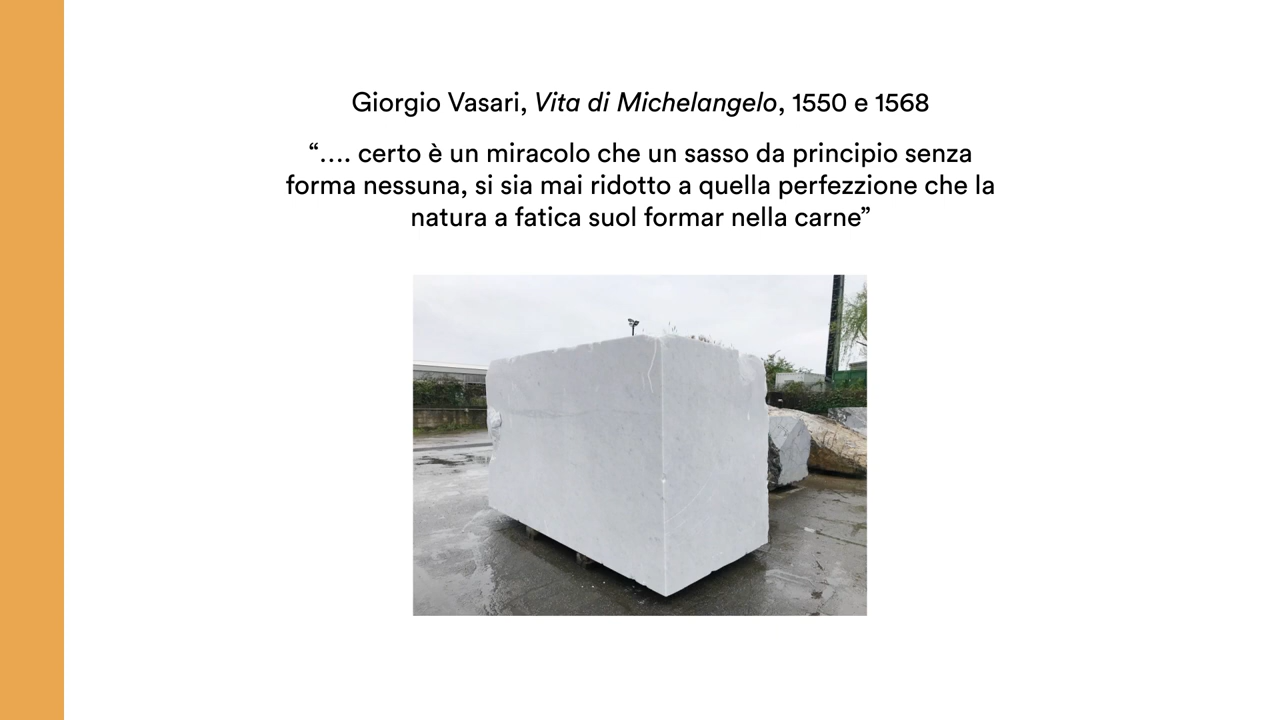 Giorgio Vasari, Vita di Michelangelo, 1550 e 1568
“…. certo è un miracolo che un sasso da principio senza
forma nessuna, si sia mai ridotto a quella perfezzione che la
natura a fatica suol formar nella carne”